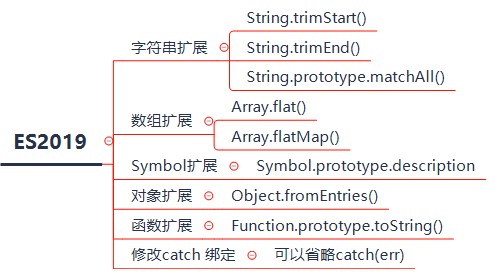 ES2019
字符串扩展
String.trimStart()
String.trimEnd()
String.prototype.matchAll()
数组扩展
Array.flat()
Array.flatMap()
Symbol扩展
Symbol.prototype.description
对象扩展
Object.fromEntries()
函数扩展
Function.prototype.toString()
修改catch 绑定
可以省略catch(err)